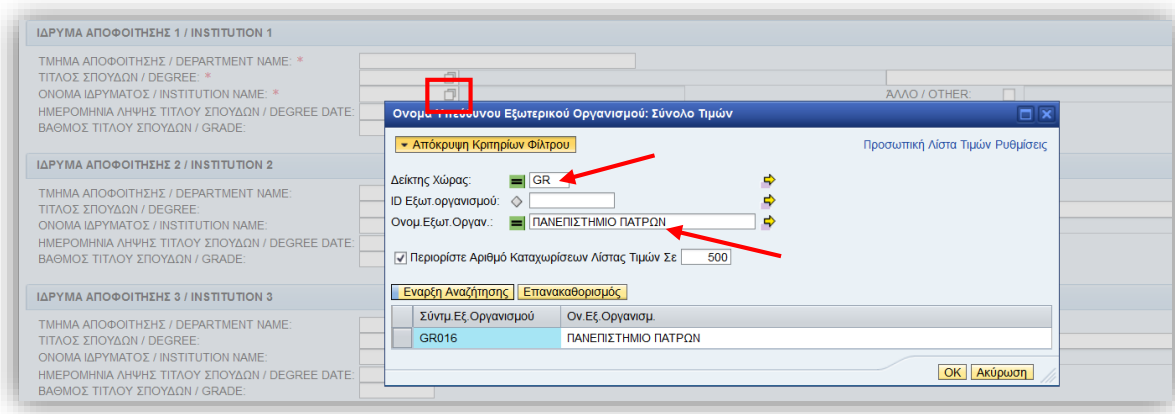 ΙΔΡΥΜΑ ΑΠΟΦΟΙΤΗΣΗΣ 1 / INSTITUTION 1
ΤΜΗΜΑ ΑΠΟΦΟΙΤΗΣΗΣ / DEPARTMENT NAME: *
ΤΙΤΛΟΣ ΣΠΟΥΔΩΝ / DEGREE: *
ΟΝΟΜΑ ΙΔΡΥΜΑΤΟΣ / INSTITUTION NAME: * ΆΛΛΟ / OTHER:
ΗΜΕΡΟΜΗΝΙΑ ΛΗΨΗΣ ΤΙΤΛΟΥ ΣΠΟΥΔΩΝ / DEGREE DATE:
ΒΑΘΜΟΣ ΤΙΤΛΟΥ ΣΠΟΥΔΩΝ / GRADE:
ΙΔΡΥΜΑ ΑΠΟΦΟΙΤΗΣΗΣ 2 / INSTITUTION 2
ΤΜΗΜΑ ΑΠΟΦΟΙΤΗΣΗΣ / DEPARTMENT NAME:
ΤΙΤΛΟΣ ΣΠΟΥΔΩΝ / DEGREE:
ΟΝΟΜΑ ΙΔΡΥΜΑΤΟΣ / INSTITUTION NAME:
ΗΜΕΡΟΜΗΝΙΑ ΛΗΨΗΣ ΤΙΤΛΟΥ ΣΠΟΥΔΩΝ / DEGREE DATE:
ΒΑΘΜΟΣ ΤΙΤΛΟΥ ΣΠΟΥΔΩΝ / GRADE:
ΙΔΡΥΜΑ ΑΠΟΦΟΙΤΗΣΗΣ 3 / INSTITUTION 3
ΤΜΗΜΑ ΑΠΟΦΟΙΤΗΣΗΣ / DEPARTMENT NAME:
ΤΙΤΛΟΣ ΣΠΟΥΔΩΝ / DEGREE:
ΟΝΟΜΑ ΙΔΡΥΜΑΤΟΣ / INSTITUTION NAME:
ΗΜΕΡΟΜΗΝΙΑ ΛΗΨΗΣ ΤΙΤΛΟΥ ΣΠΟΥΔΩΝ / DEGREE DATE:
ΒΑΘΜΟΣ ΤΙΤΛΟΥ ΣΠΟΥΔΩΝ / GRADE:
Ονομα Υπεύθυνου Εξωτερικού Οργανισμού: Σύνολο Τιμών
Απόκρυψη Κριτηρίων Φίλτρου Προσωπική Λίστα Τιμών Ρυθμίσεις
Δείκτης Χώρας: GR
ID Εξωτ.οργανισμού:
Ονομ.Εξωτ.Οργαν.: ΠΑΝΕΠΙΣΤΗΜΙΟ ΠΑΤΡΩΝ
Περιορίστε Αριθμό Καταχωρίσεων Λίστας Τιμών Σε 500
Εναρξη Αναζήτησης Επανακαθορισμός
Σύντμ.Εξ.Οργανισμού Ον.Εξ.Οργανισμ.
GR016 ΠΑΝΕΠΙΣΤΗΜΙΟ ΠΑΤΡΩΝ
OK Ακύρωση